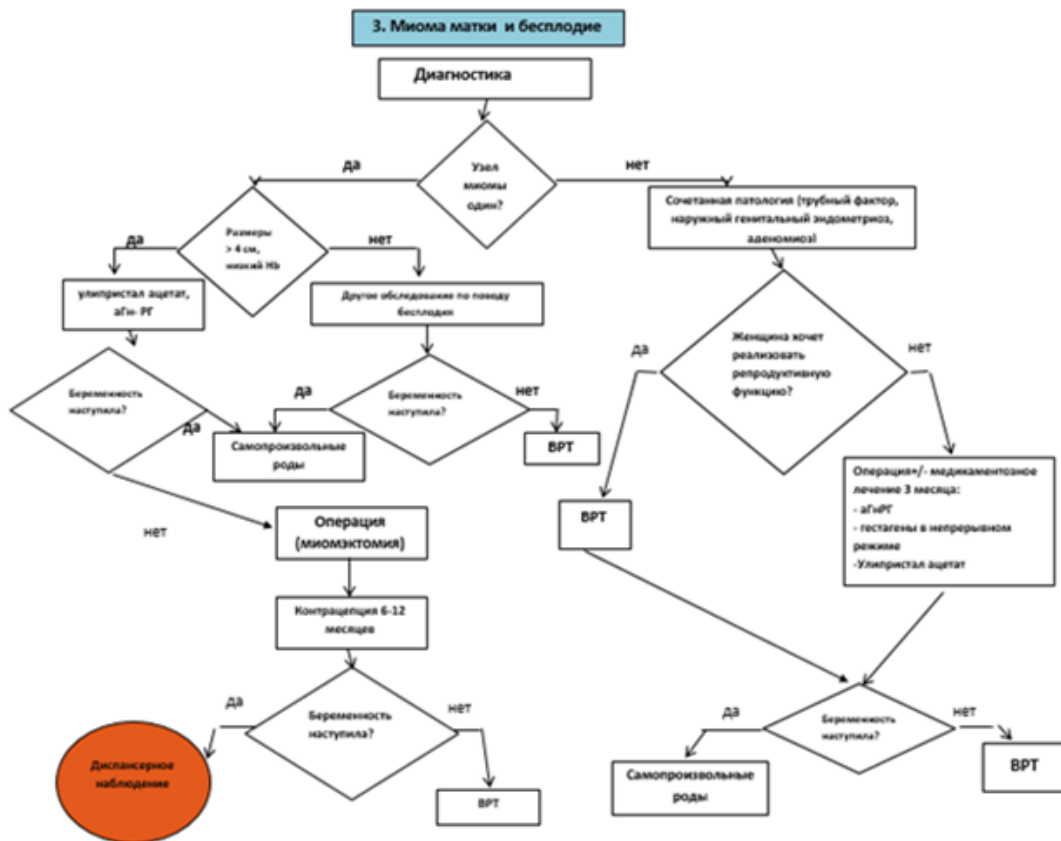 3. Миома матки и бесплодие
Диагностика
да
Узел
миомы
один?
нет
Размеры
> 4 см,
низкий Hb
да
нет
Сочетанная патология (трубный фактор,
наружный генитальный эндометриоз,
аденомиоз)
улипристал ацетат,
аГн- РГ
Другое обследование по поводу
бесплодия
Женщина хочет
реализовать
репродуктивную
функцию?
да
нет
Беременность
наступила?
да
да
Беременность
наступила?
нет
Самопроизвольные
роды
ВРТ
Операция+/- медикаментозное
лечение 3 месяца:
- аГнРГ
- гестагены в непрерывном
режиме
-Улипристал ацетат
ВРТ
нет
Операция
(миомэктомия)
Контрацепция 6-12
месяцев
да
Беременность
наступила?
нет
Диспансерное
наблюдение
ВРТ
да
Беременность
наступила?
нет
Самопроизвольные
роды
ВРТ